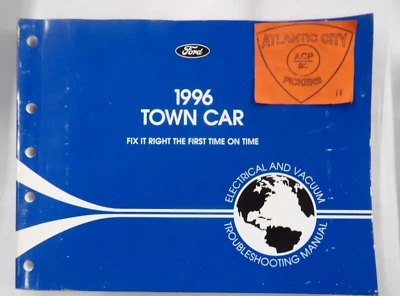 Ford
ATLANTIC CITY
ACP
PICKERS
11
1996
TOWN CAR
FIX IT RIGHT THE FIRST TIME ON TIME
ELECTRICAL AND VACUUM
TROUBLESHOOTING MANUAL